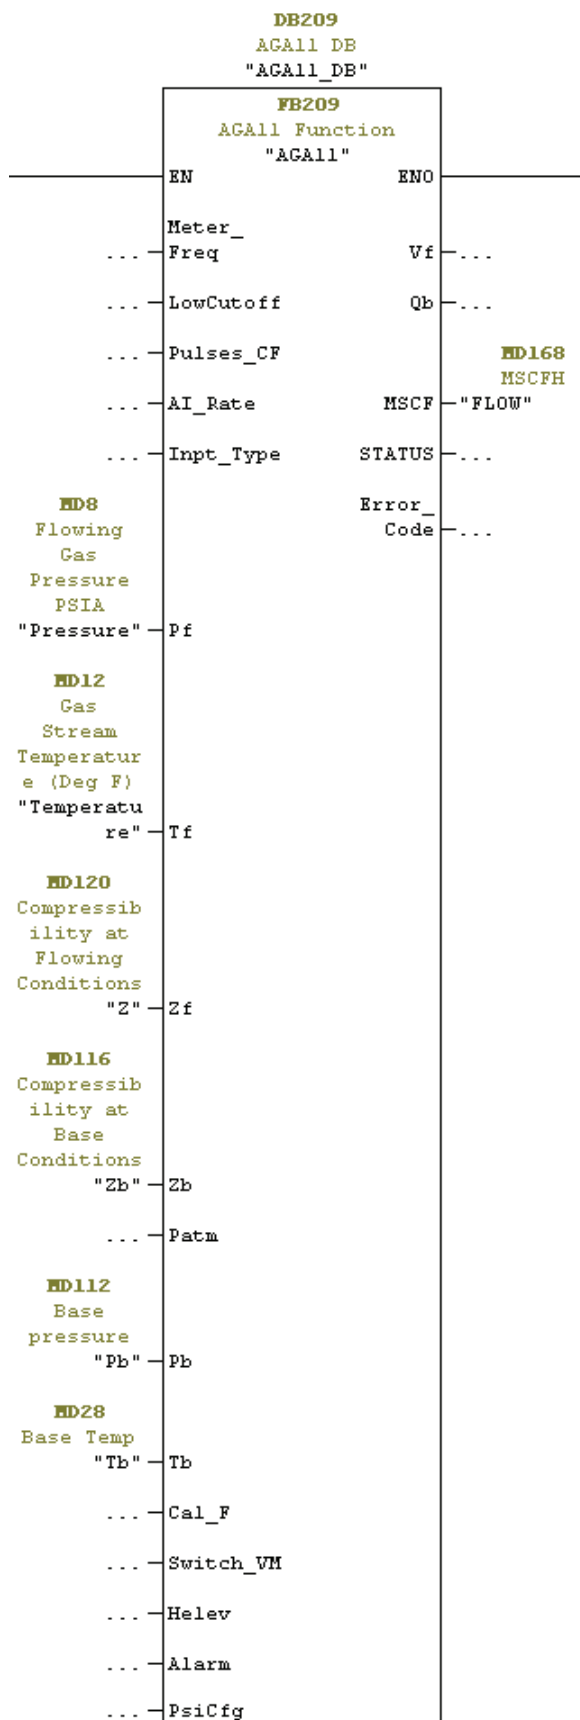 DB209
AGA11 DB
"AGA11_DB"
FB209
AGA11 Function
"AGA11"
EN ENO
Meter_
... Freq Vf ...
... LowCutoff Qb ...
... Pulses_CF MD168
MSCFH
... AI_Rate MSCF "FLOW"
... Inpt_Type STATUS ...
MD8 Error_
Flowing Code ...
Gas
Pressure
PSIA
"Pressure" Pf
MD12
Gas
Stream
Temperatur
e (Deg F)
"Temperatu
re" Tf
MD120
Compressib
ility at
Flowing
Conditions
"Z" Zf
MD116
Compressib
ility at
Base
Conditions
"Zb" Zb
... Patm
MD112
Base
pressure
"Pb" Pb
MD28
Base Temp
"Tb" Tb
... Cal_F
... Switch_VM
... Helev
... Alarm
... PsiCfg